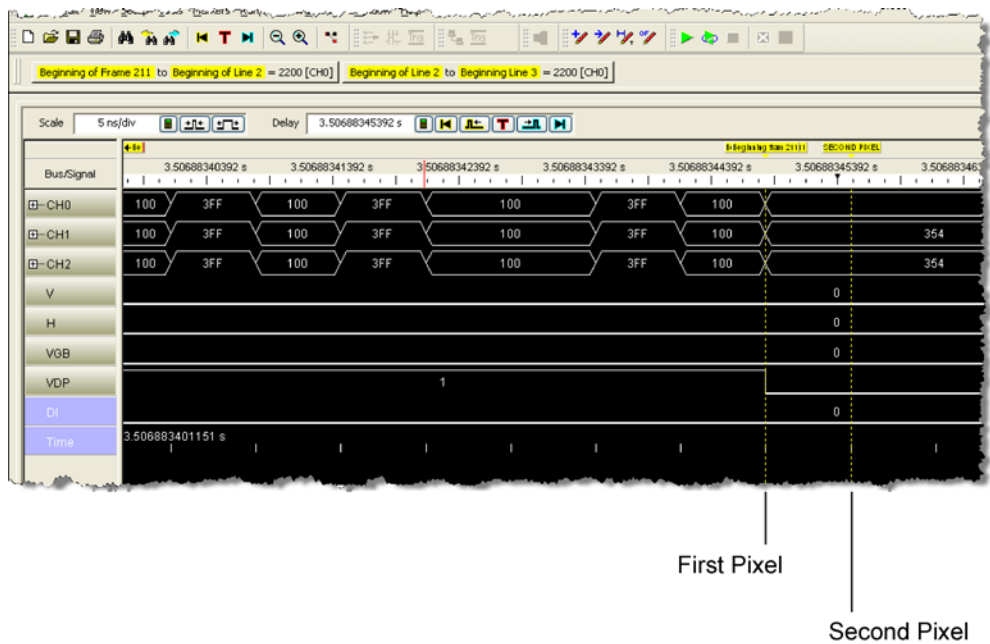 Beginning of Frame 211 to Beginning of Line 2 = 2200 [CH0] Beginning of Line 2 to Beginning Line 3 = 2200 [CH0]
Scale 5 ns/div Delay 3.50688345392 s
SECOND PIXEL
Bus/Signal 3.50688340392 s 3.50688341392 s 3.50688342392 s 3.50688343392 s 3.50688344392 s 3.50688345392 s
CH0 100 3FF 100 3FF 100 3FF 100
CH1 100 3FF 100 3FF 100 3FF 100 354
CH2 100 3FF 100 3FF 100 3FF 100 354
V 0
H 0
VGB 0
VDP 1
DI 0
Time 3.506883401151 s
First Pixel
Second Pixel